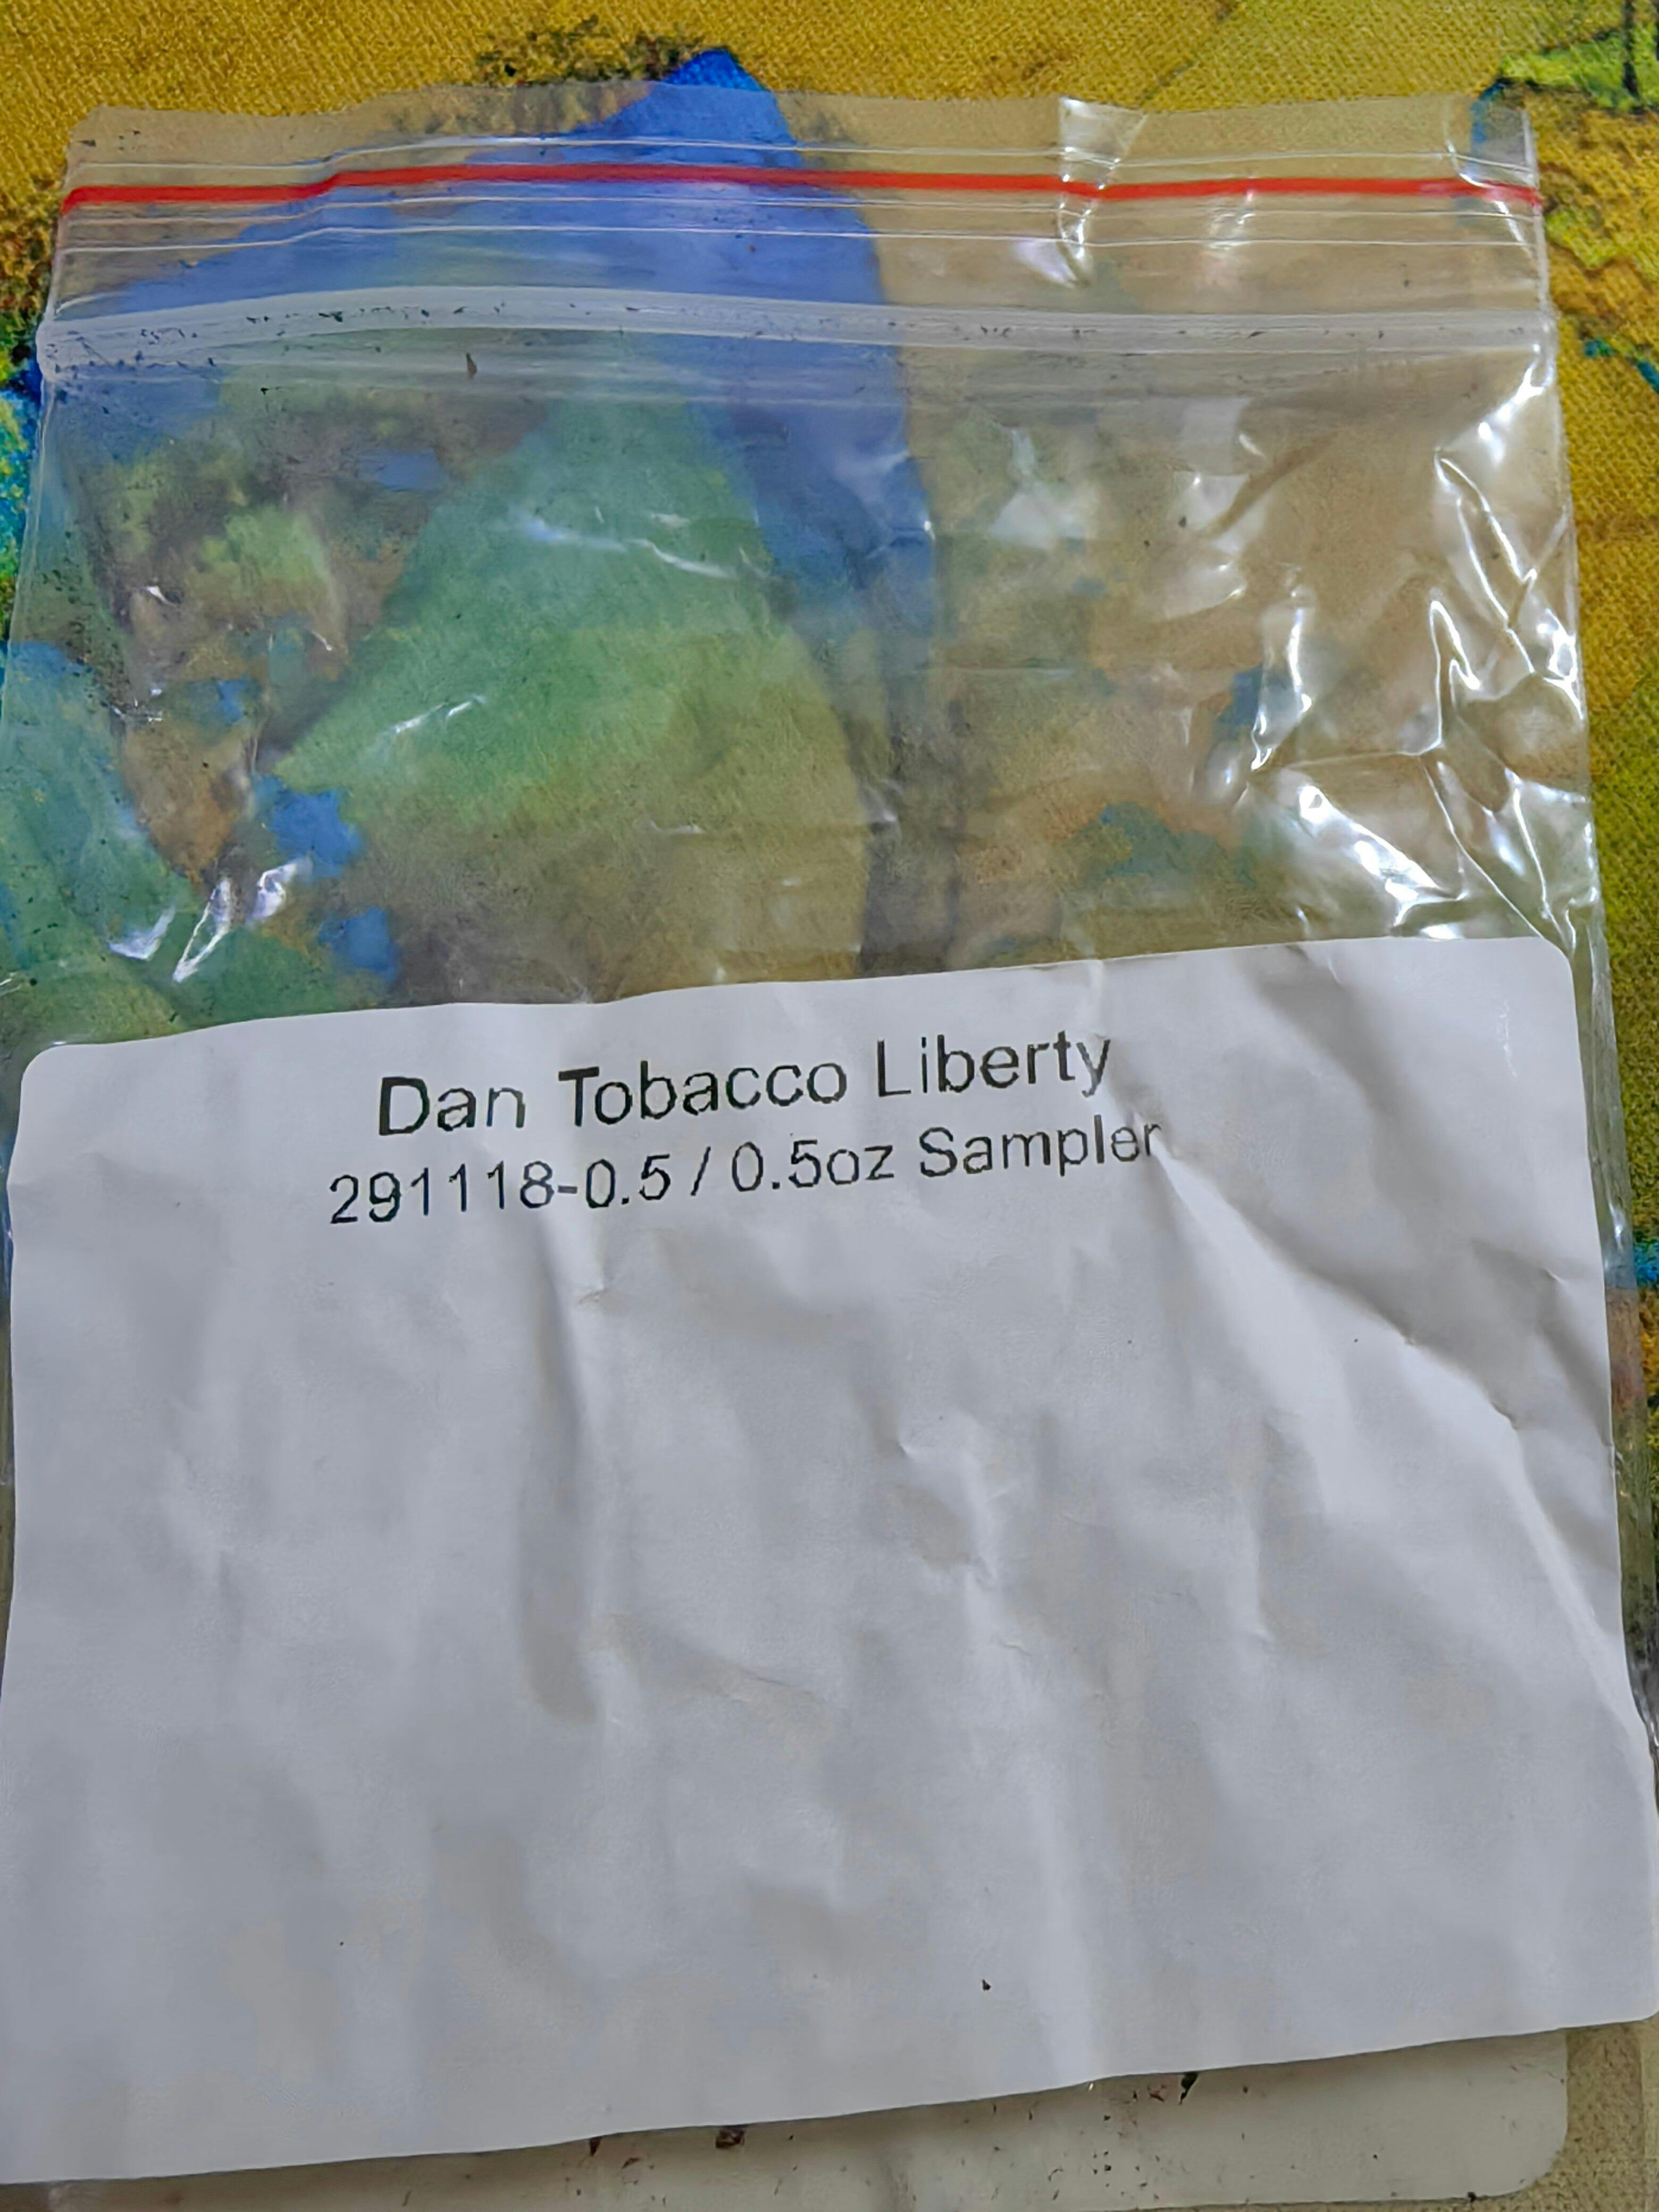 Dan Tobacco Liberty
291118-0.5 / 0.5oz Sampler